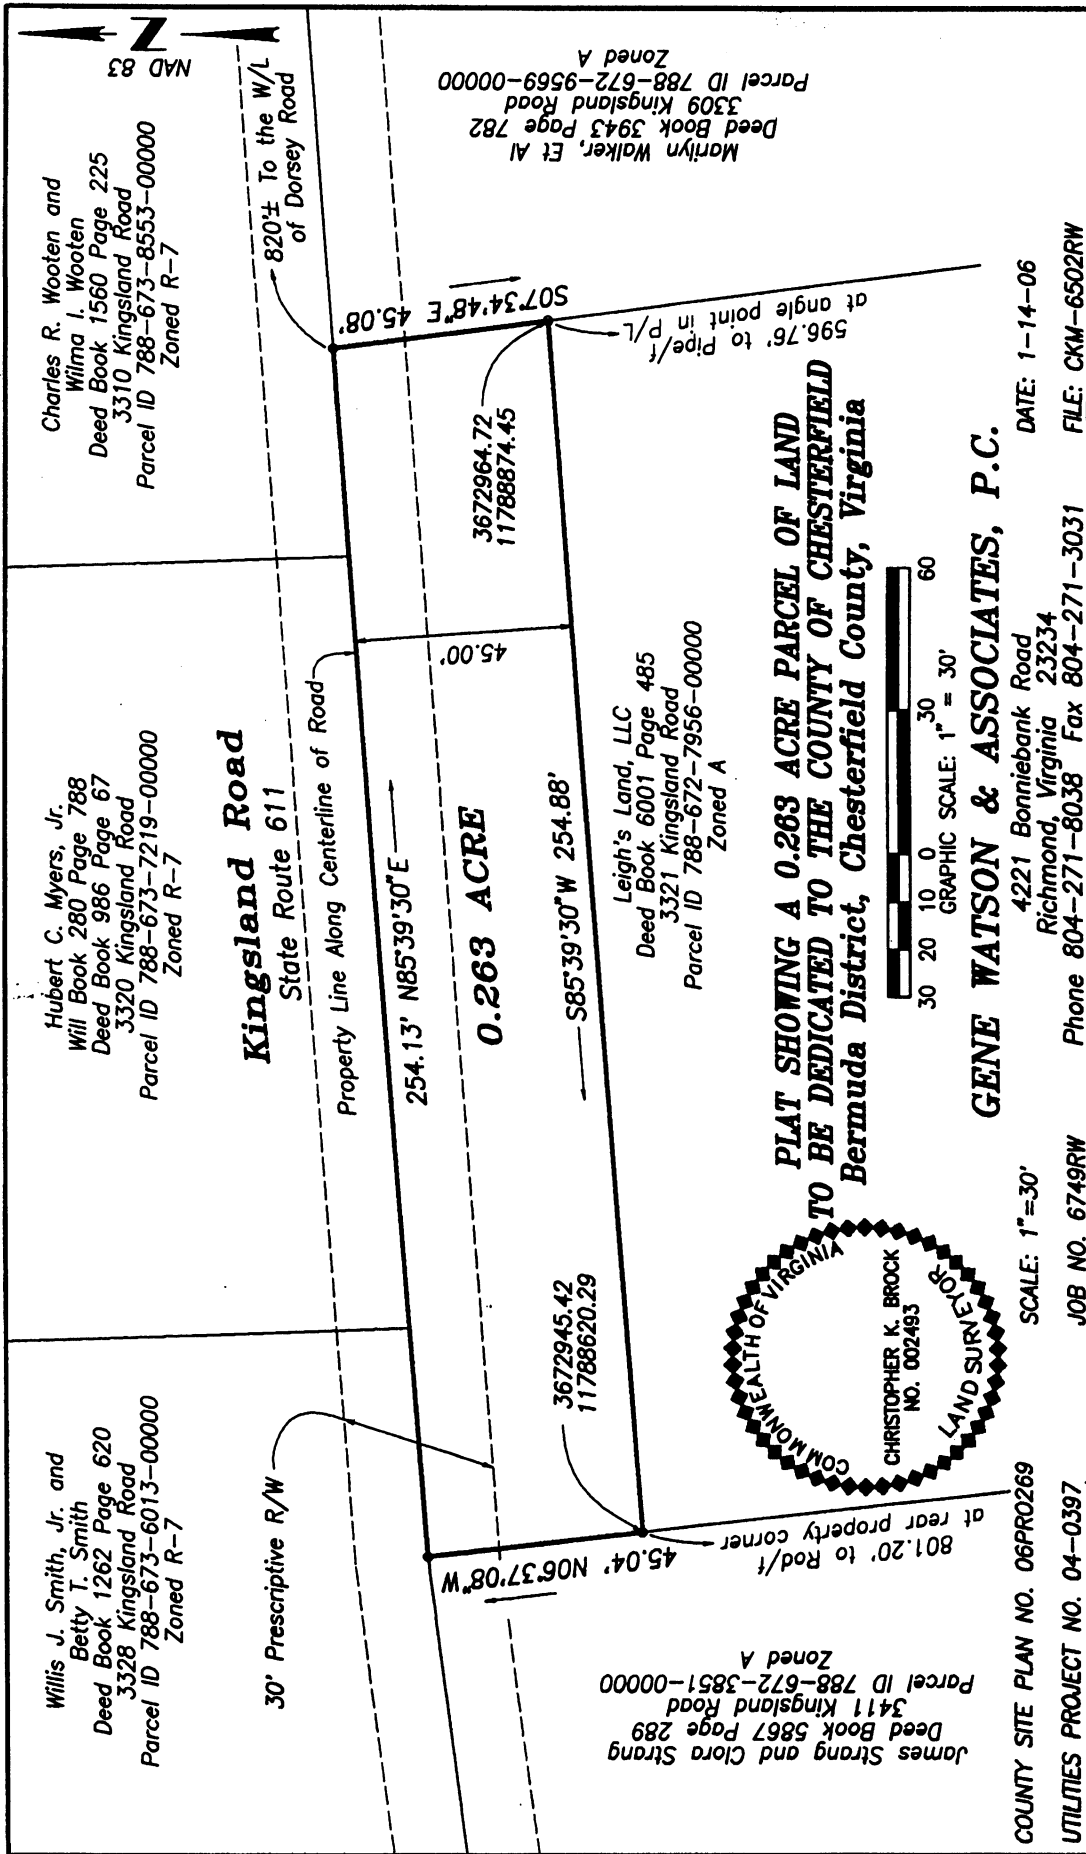 Willis J. Smith, Jr. and
Betty T. Smith
Deed Book 1262 Page 620
3328 Kingsland Road
Parcel ID 788-673-6013-00000
Zoned R-7
Hubert C. Myers, Jr.
Will Book 280 Page 788
Deed Book 986 Page 67
3320 Kingsland Road
Parcel ID 788-673-7219-00000
Zoned R-7
Charles R. Wooten and
Wilma I. Wooten
Deed Book 1560 Page 225
3310 Kingsland Road
Parcel ID 788-673-8553-00000
Zoned R-7
N
NAD 83
Kingsland Road
State Route 611
30' Prescriptive R/W
Property Line Along Centerline of Road
820'± To the W/L
of Dorsey Road
254.13' N85°39'30"E
0.263 ACRE
45.00'
S07°34'48"E 45.08'
45.04' N06°37'08"W
3672964.72
11788874.45
3672945.42
11788620.29
S85°39'30"W 254.88'
596.76' to Pipe/f
at angle point in P/L
801.20' to Rod/f
at rear property corner
James Strang and Clora Strang
Deed Book 5867 Page 289
3411 Kingsland Road
Parcel ID 788-672-3851-00000
Zoned A
Leigh's Land, LLC
Deed Book 6001 Page 485
3321 Kingsland Road
Parcel ID 788-672-7956-00000
Zoned A
Marilyn Walker, Et Al
Deed Book 3943 Page 782
3309 Kingsland Road
Parcel ID 788-672-9569-00000
Zoned A
COMMONWEALTH OF VIRGINIA
CHRISTOPHER K. BROCK
NO. 002493
LAND SURVEYOR
PLAT SHOWING A 0.263 ACRE PARCEL OF LAND
TO BE DEDICATED TO THE COUNTY OF CHESTERFIELD
Bermuda District, Chesterfield County, Virginia
30 20 10 0 30 60
GRAPHIC SCALE: 1" = 30'
GENE WATSON & ASSOCIATES, P.C.
4221 Bonniebank Road
Richmond, Virginia 23234
Phone 804-271-8038 Fax 804-271-3031
COUNTY SITE PLAN NO. 06PR0269
SCALE: 1"=30'
DATE: 1-14-06
UTILITIES PROJECT NO. 04-0397
JOB NO. 6749RW
FILE: CKM-6502RW